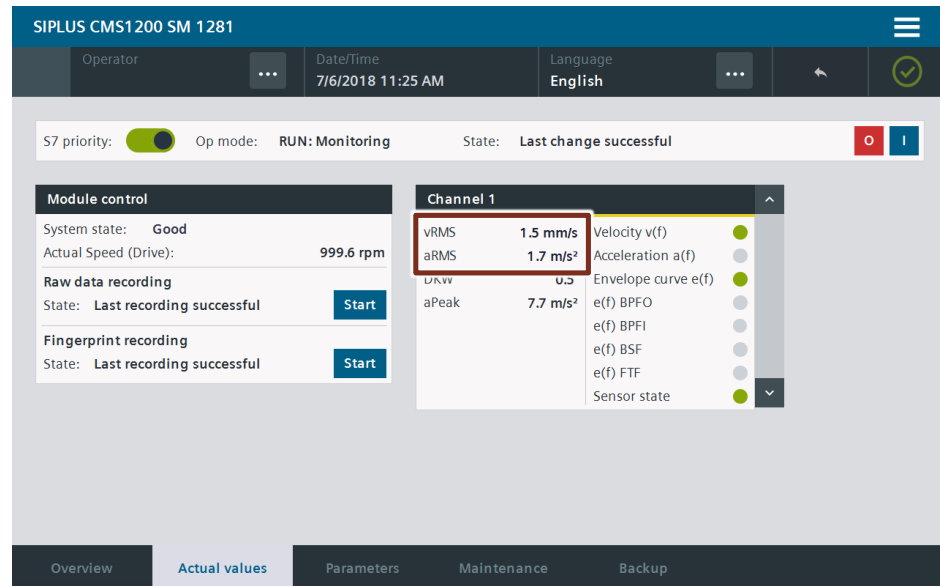 SIPLUS CMS1200 SM 1281
Operator
...
Date/Time
7/6/2018 11:25 AM
Language
English
...
S7 priority:
Op mode: RUN: Monitoring
State: Last change successful
O
I
Module control
System state: Good
Actual Speed (Drive): 999.6 rpm
Raw data recording
State: Last recording successful
Start
Fingerprint recording
State: Last recording successful
Start
Channel 1
vRMS 1.5 mm/s
aRMS 1.7 m/s²
DKW 0.5
aPeak 7.7 m/s²
Velocity v(f)
Acceleration a(f)
Envelope curve e(f)
e(f) BPFO
e(f) BPFI
e(f) BSF
e(f) FTF
Sensor state
Overview
Actual values
Parameters
Maintenance
Backup